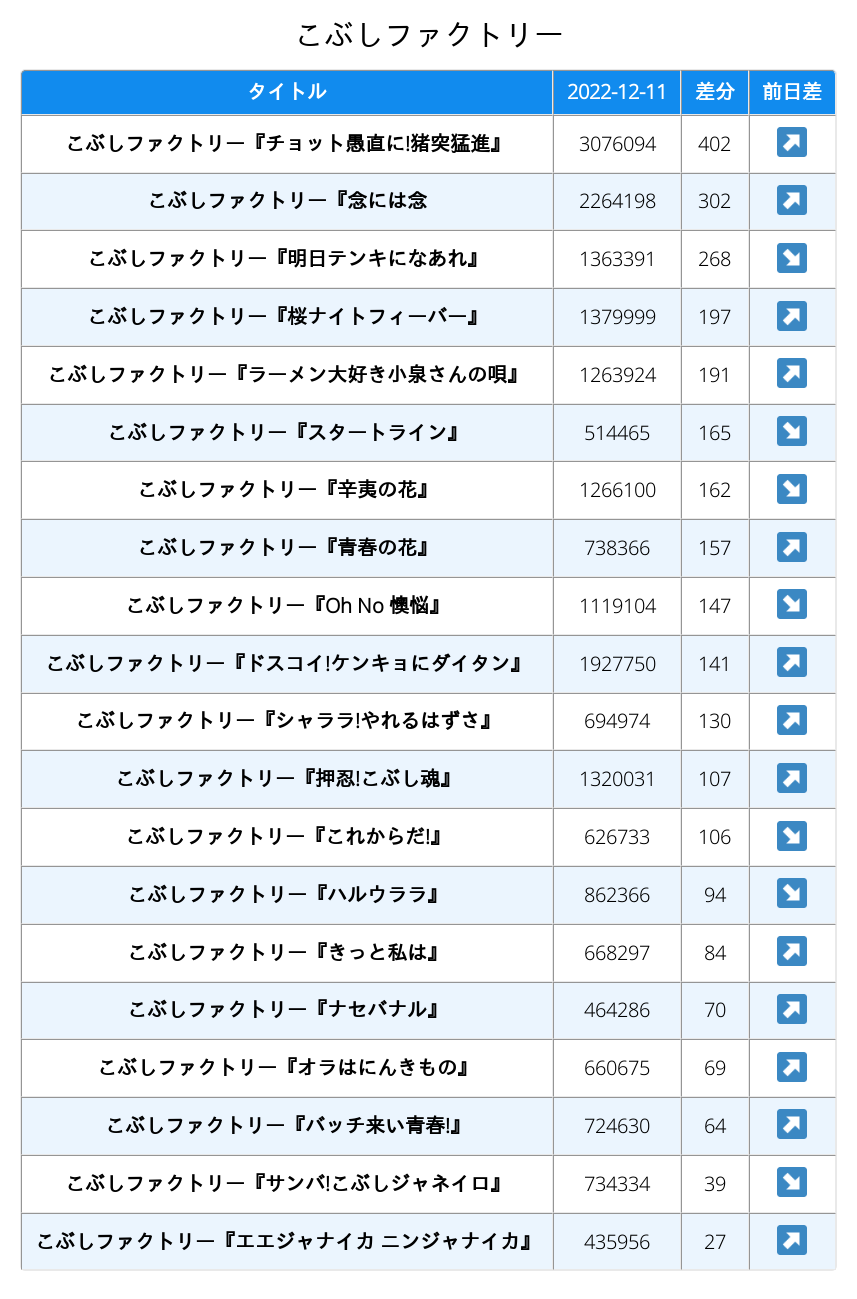 こぶしファクトリー
タイトル 2022-12-11 差分 前日差
こぶしファクトリー『チョット愚直に!猪突猛進』 3076094 402
こぶしファクトリー『念には念 2264198 302
こぶしファクトリー『明日テンキになあれ』 1363391 268
こぶしファクトリー『桜ナイトフィーバー』 1379999 197
こぶしファクトリー『ラーメン大好き小泉さんの唄』 1263924 191
こぶしファクトリー『スタートライン』 514465 165
こぶしファクトリー『辛夷の花』 1266100 162
こぶしファクトリー『青春の花』 738366 157
こぶしファクトリー『Oh No 懊悩』 1119104 147
こぶしファクトリー『ドスコイ!ケンキョにダイタン』 1927750 141
こぶしファクトリー『シャララ!やれるはずさ』 694974 130
こぶしファクトリー『押忍!こぶし魂』 1320031 107
こぶしファクトリー『これからだ!』 626733 106
こぶしファクトリー『ハルウララ』 862366 94
こぶしファクトリー『きっと私は』 668297 84
こぶしファクトリー『ナセバナル』 464286 70
こぶしファクトリー『オラはにんきもの』 660675 69
こぶしファクトリー『バッチ来い青春!』 724630 64
こぶしファクトリー『サンバ!こぶしジャネイロ』 734334 39
こぶしファクトリー『エエジャナイカ ニンジャナイカ』 435956 27